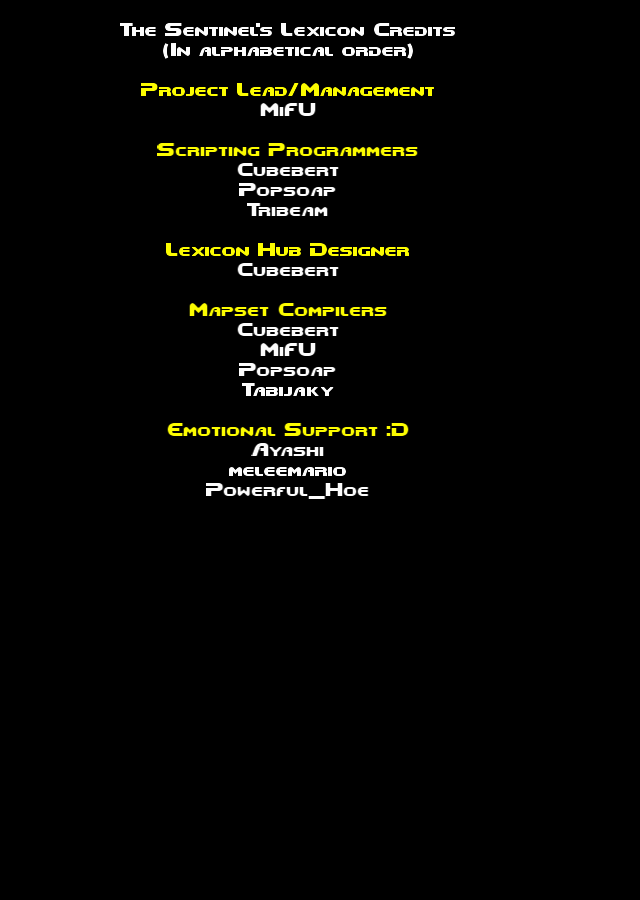 The Sentinel's Lexicon Credits
(In alphabetical order)
Project Lead/Management
MiFU
Scripting Programmers
Cubebert
Popsoap
Tribeam
Lexicon Hub Designer
Cubebert
Mapset Compilers
Cubebert
MiFU
Popsoap
Tabijaky
Emotional Support :D
Ayashi
meleemario
Powerful_Hoe